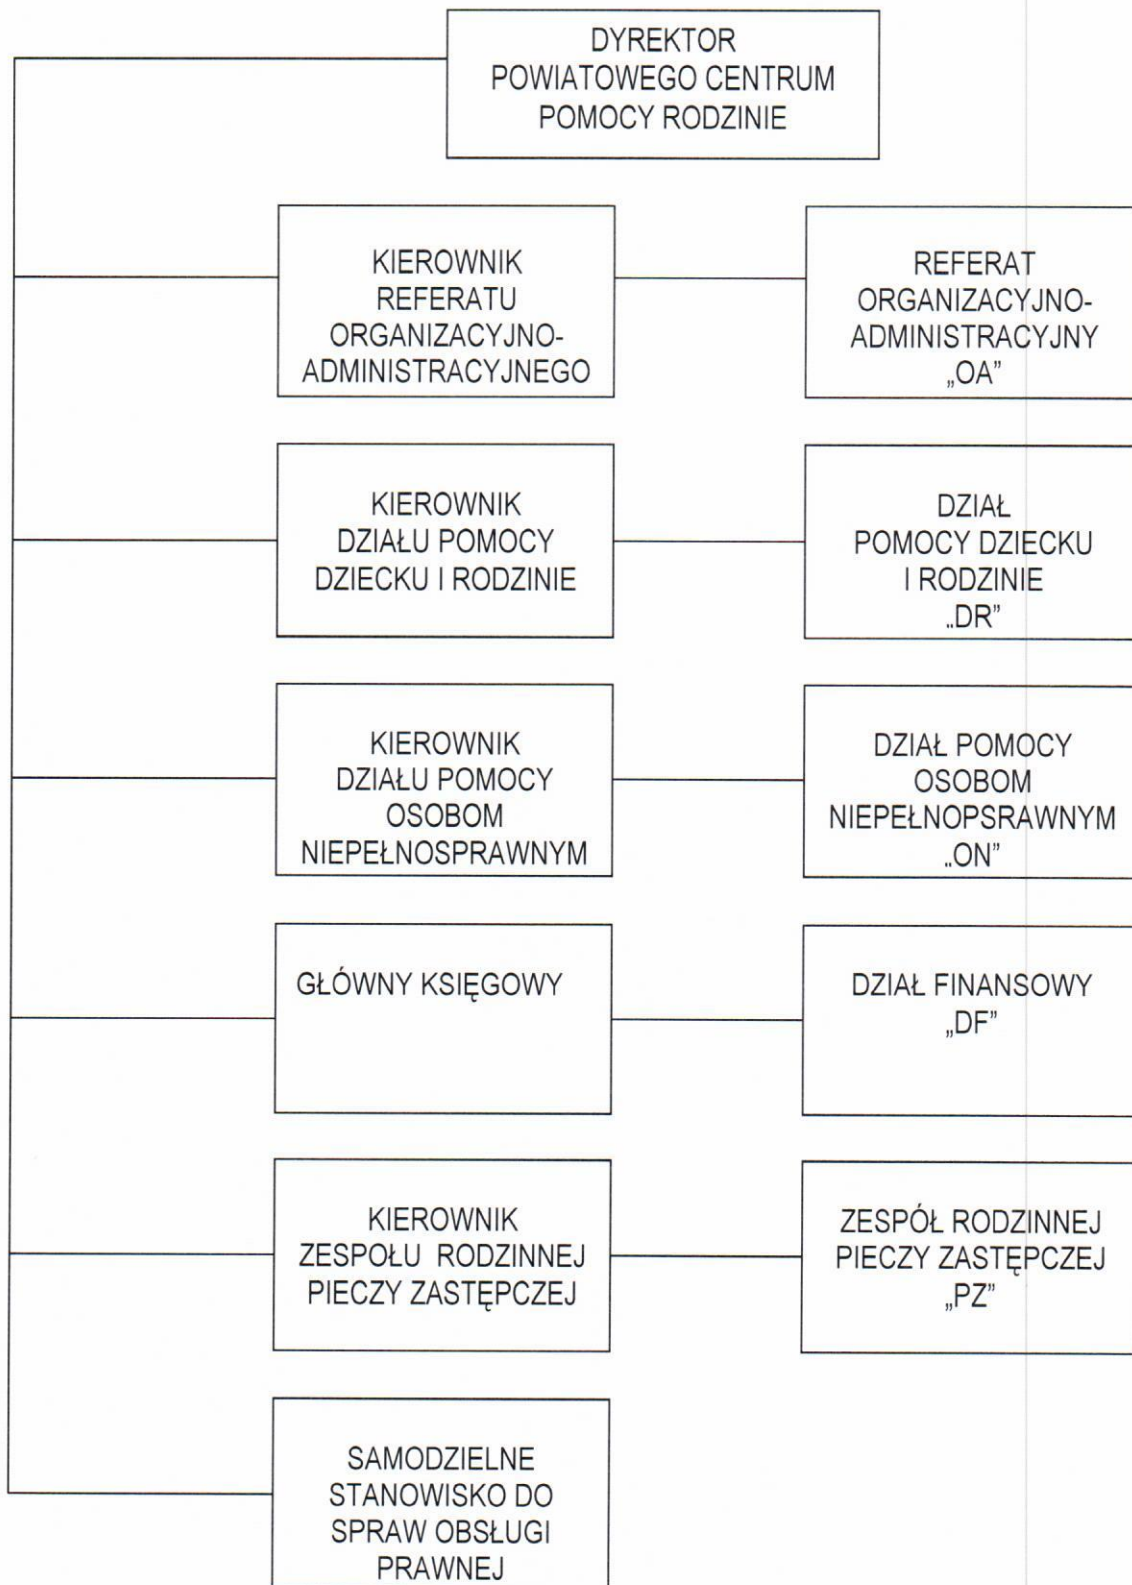 DYREKTOR
POWIATOWEGO CENTRUM
POMOCY RODZINIE
KIEROWNIK
REFERATU
ORGANIZACYJNO-
ADMINISTRACYJNEGO
REFERAT
ORGANIZACYJNO-
ADMINISTRACYJNY
„OA”
KIEROWNIK
DZIAŁU POMOCY
DZIECKU I RODZINIE
DZIAŁ
POMOCY DZIECKU
I RODZINIE
„DR”
KIEROWNIK
DZIAŁU POMOCY
OSOBOM
NIEPEŁNOSPRAWNYM
DZIAŁ POMOCY
OSOBOM
NIEPEŁNOPSRAWNYM
„ON”
GŁÓWNY KSIĘGOWY
DZIAŁ FINANSOWY
„DF”
KIEROWNIK
ZESPOŁU RODZINNEJ
PIECZY ZASTĘPCZEJ
ZESPÓŁ RODZINNEJ
PIECZY ZASTĘPCZEJ
„PZ”
SAMODZIELNE
STANOWISKO DO
SPRAW OBSŁUGI
PRAWNEJ